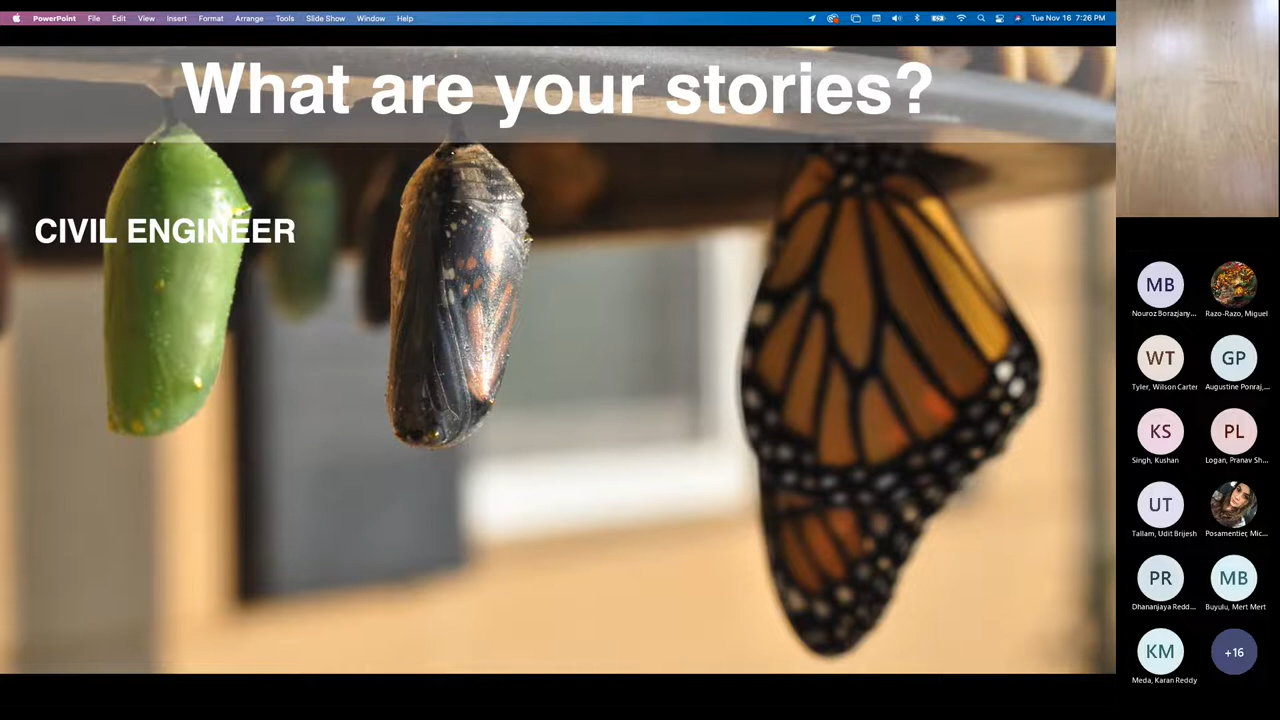 PowerPoint File Edit View Insert Format Arrange Tools Slide Show Window Help Tue Nov 16 7:26 PM
What are your stories?
CIVIL ENGINEER
MB
Nouroz Borazjany... Razo-Razo, Miguel
WT GP
Tyler, Wilson Carter Augustine Ponraj,...
KS PL
Singh, Kushan Logan, Pranav Sh...
UT
Tallam, Udit Brijesh Posamentier, Mic...
PR MB
Dhananjaya Redd... Buyulu, Mert Mert
KM +16
Meda, Karan Reddy